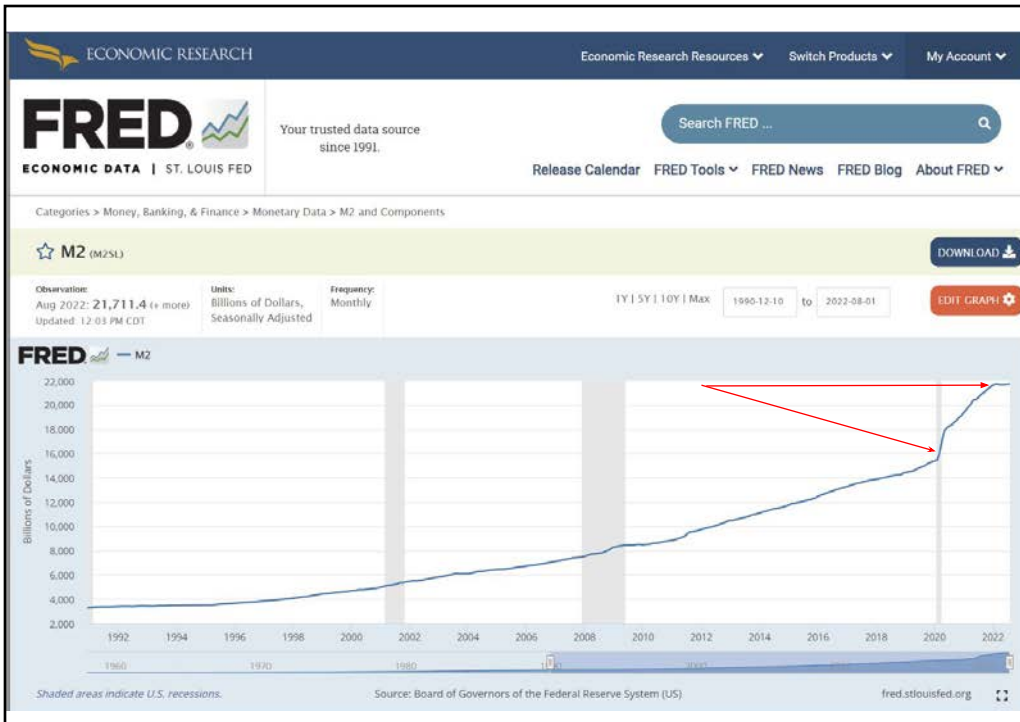 ECONOMIC RESEARCH
Economic Research Resources
Switch Products
My Account
FRED
ECONOMIC DATA | ST. LOUIS FED
Your trusted data source
since 1991.
Search FRED ...
Release Calendar FRED Tools FRED News FRED Blog About FRED
Categories > Money, Banking, & Finance > Monetary Data > M2 and Components
M2 (M2SL)
DOWNLOAD
Observation:
Aug 2022: 21,711.4 (+ more)
Updated: 12:03 PM CDT
Units:
Billions of Dollars,
Seasonally Adjusted
Frequency:
Monthly
1Y | 5Y | 10Y | Max
1990-12-10 to 2022-08-01
EDIT GRAPH
FRED
M2
22,000
20,000
18,000
16,000
14,000
12,000
10,000
8,000
6,000
4,000
2,000
Billions of Dollars
1992 1994 1996 1998 2000 2002 2004 2006 2008 2010 2012 2014 2016 2018 2020 2022
1960 1970 1980
Shaded areas indicate U.S. recessions.
Source: Board of Governors of the Federal Reserve System (US)
fred.stlouisfed.org